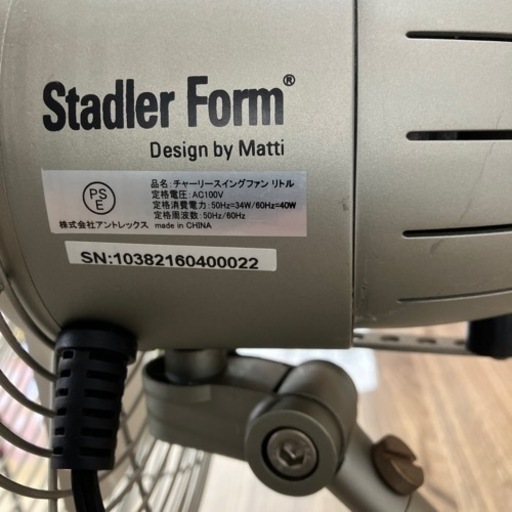 Stadler Form®
Design by Matti
PSE
品名:チャーリースイングファン リトル
定格電圧:AC100V
定格消費電力:50Hz=34W/60Hz=40W
定格周波数:50Hz/60Hz
株式会社アントレックス made in CHINA
SN:10382160400022